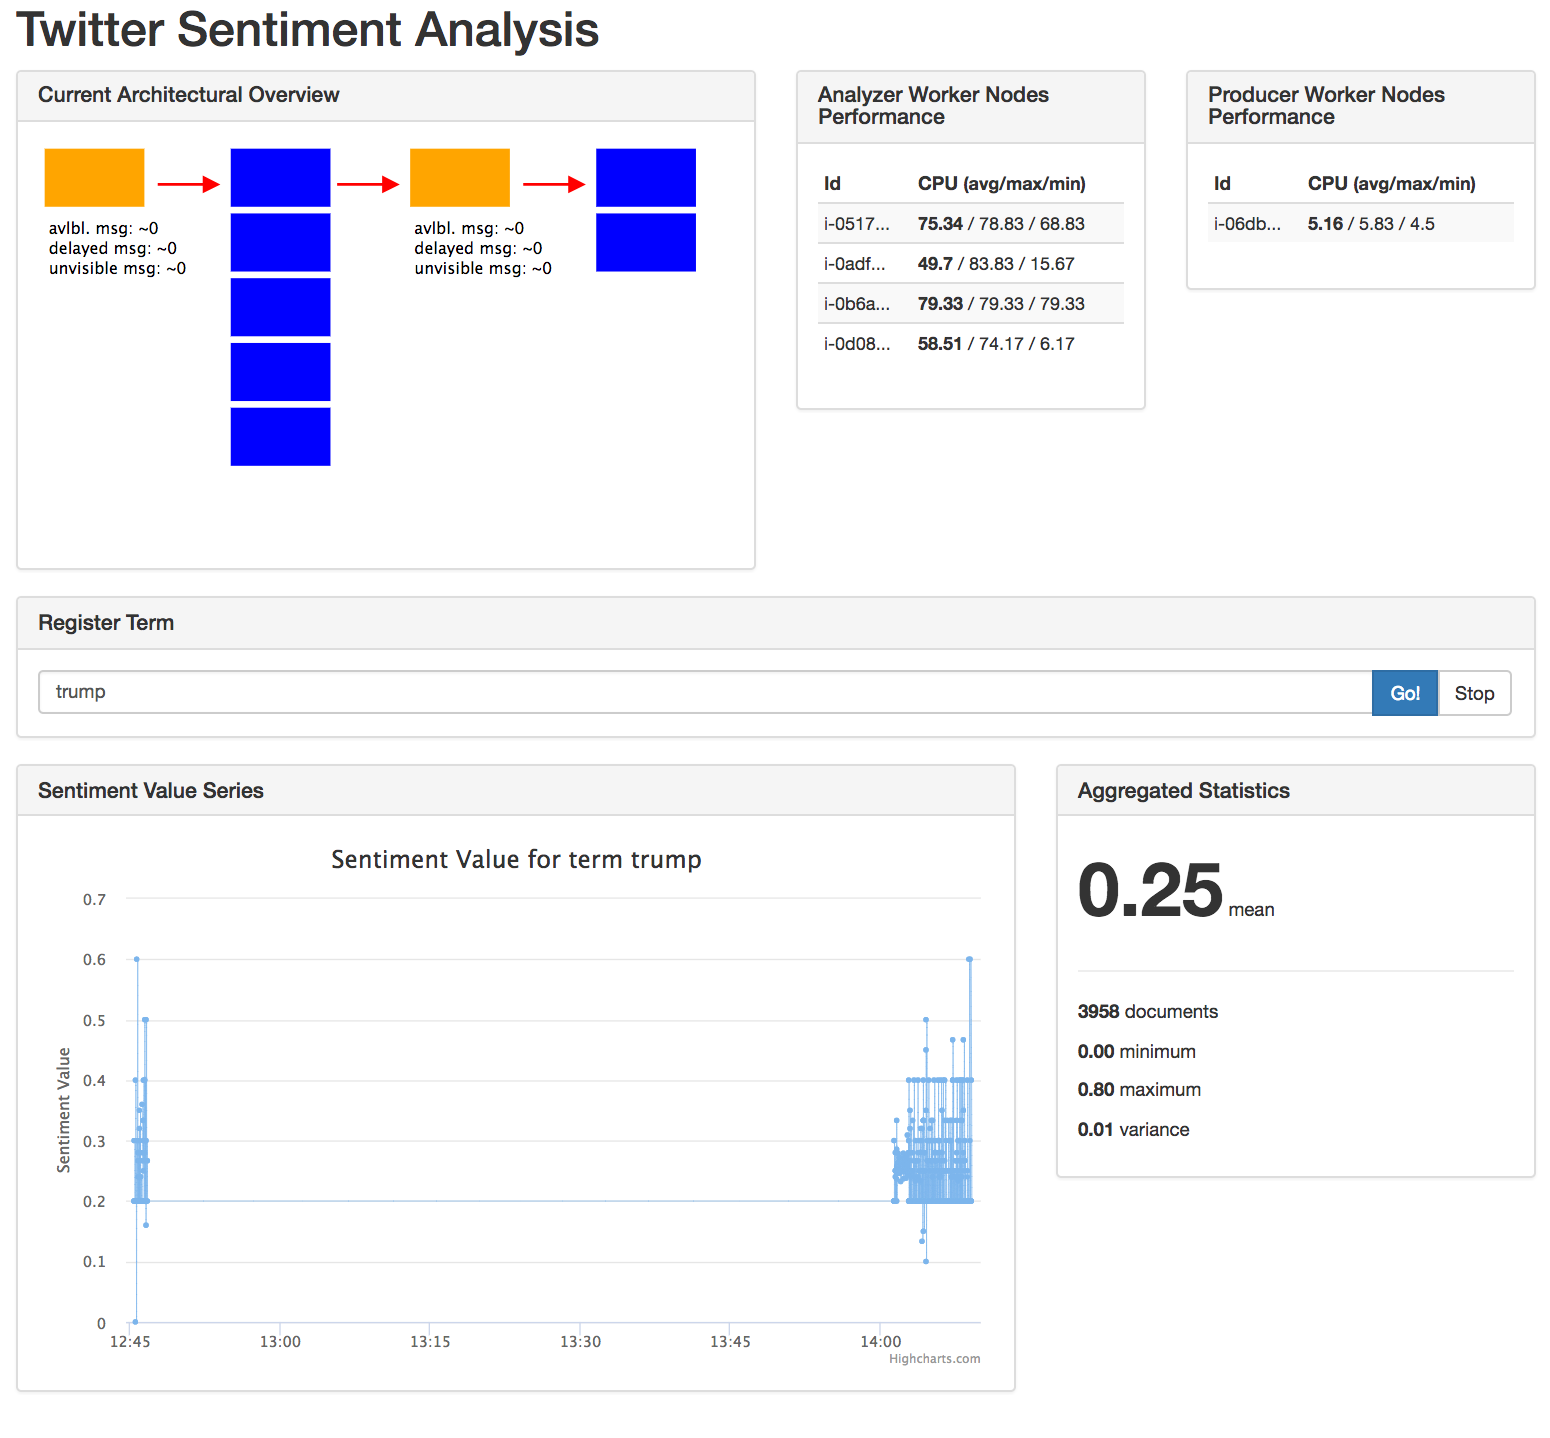 Twitter Sentiment Analysis
Current Architectural Overview
avlbl. msg: ~0
delayed msg: ~0
unvisible msg: ~0
avlbl. msg: ~0
delayed msg: ~0
unvisible msg: ~0
Analyzer Worker Nodes
Performance
Id CPU (avg/max/min)
i-0517... 75.34 / 78.83 / 68.83
i-0adf... 49.7 / 83.83 / 15.67
i-0b6a... 79.33 / 79.33 / 79.33
i-0d08... 58.51 / 74.17 / 6.17
Producer Worker Nodes
Performance
Id CPU (avg/max/min)
i-06db... 5.16 / 5.83 / 4.5
Register Term
trump Go! Stop
Sentiment Value Series
Sentiment Value for term trump
Sentiment Value
0.7
0.6
0.5
0.4
0.3
0.2
0.1
0
12:45 13:00 13:15 13:30 13:45 14:00
Highcharts.com
Aggregated Statistics
0.25 mean
3958 documents
0.00 minimum
0.80 maximum
0.01 variance